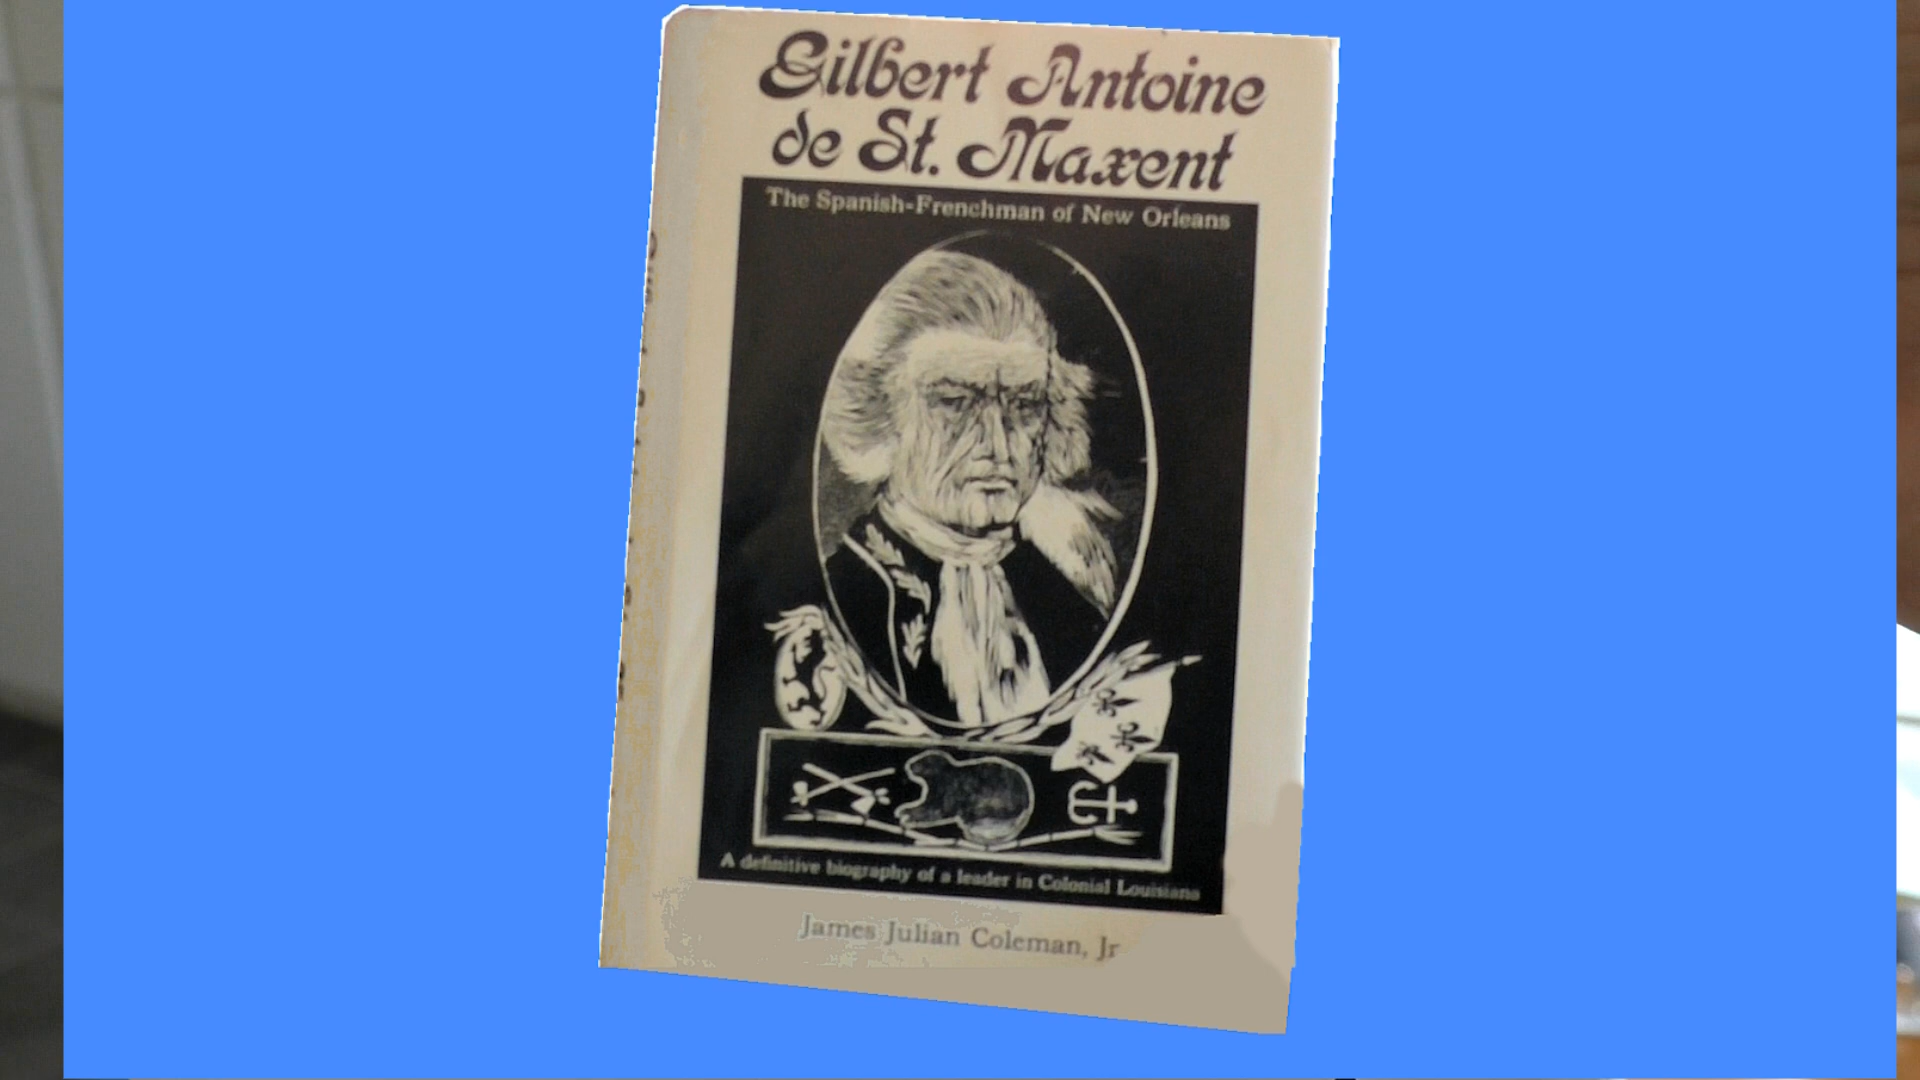 Gilbert Antoine
de St. Maxent
The Spanish-Frenchman of New Orleans
A definitive biography of a leader in Colonial Louisiana
James Julian Coleman, Jr